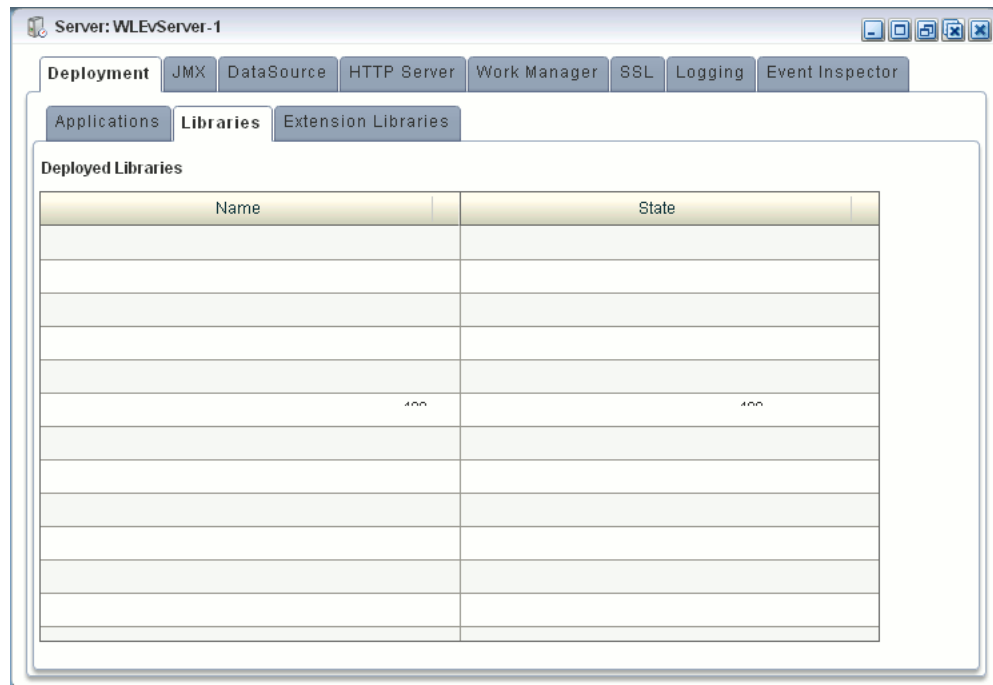 Server: WLEvServer-1
Deployment JMX DataSource HTTP Server Work Manager SSL Logging Event Inspector
Applications Libraries Extension Libraries
Deployed Libraries
Name State